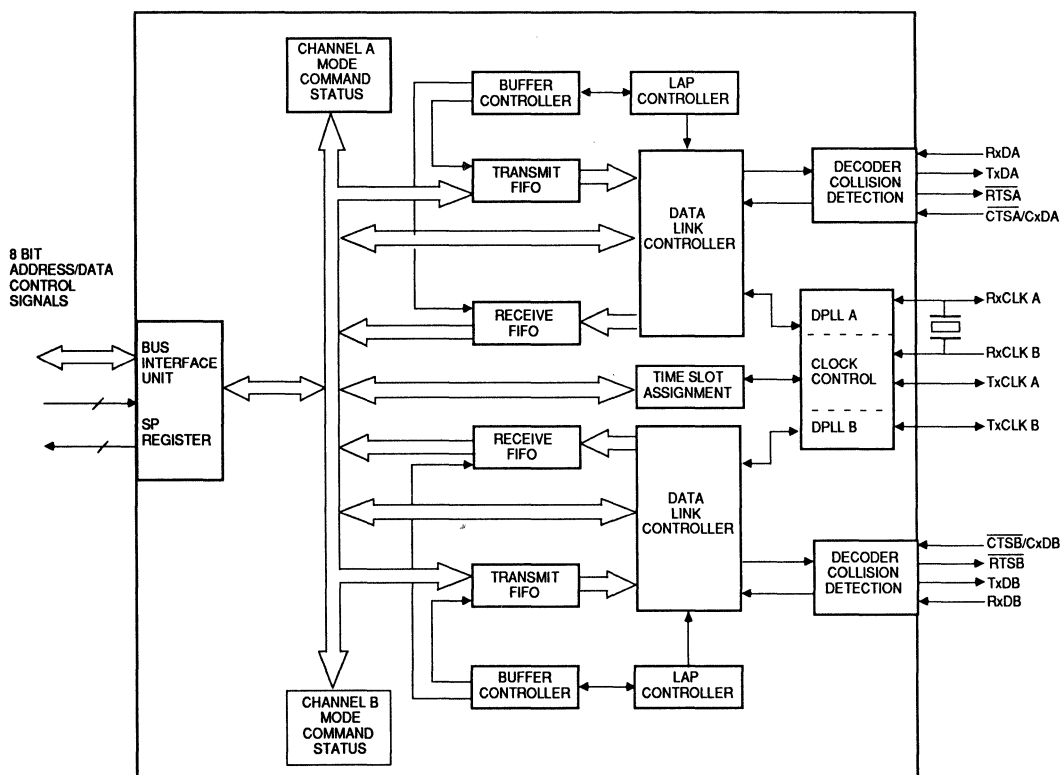 CHANNEL A
MODE
COMMAND
STATUS
BUFFER
CONTROLLER
LAP
CONTROLLER
TRANSMIT
FIFO
DATA
LINK
CONTROLLER
DECODER
COLLISION
DETECTION
RxDA
TxDA
RTSA
CTSA/CxDA
8 BIT
ADDRESS/DATA
CONTROL
SIGNALS
BUS
INTERFACE
UNIT
SP
REGISTER
RECEIVE
FIFO
DPLL A
CLOCK
CONTROL
DPLL B
RxCLK A
RxCLK B
TxCLK A
TxCLK B
TIME SLOT
ASSIGNMENT
RECEIVE
FIFO
DATA
LINK
CONTROLLER
TRANSMIT
FIFO
DECODER
COLLISION
DETECTION
CTSB/CxDB
RTSB
TxDB
RxDB
BUFFER
CONTROLLER
LAP
CONTROLLER
CHANNEL B
MODE
COMMAND
STATUS